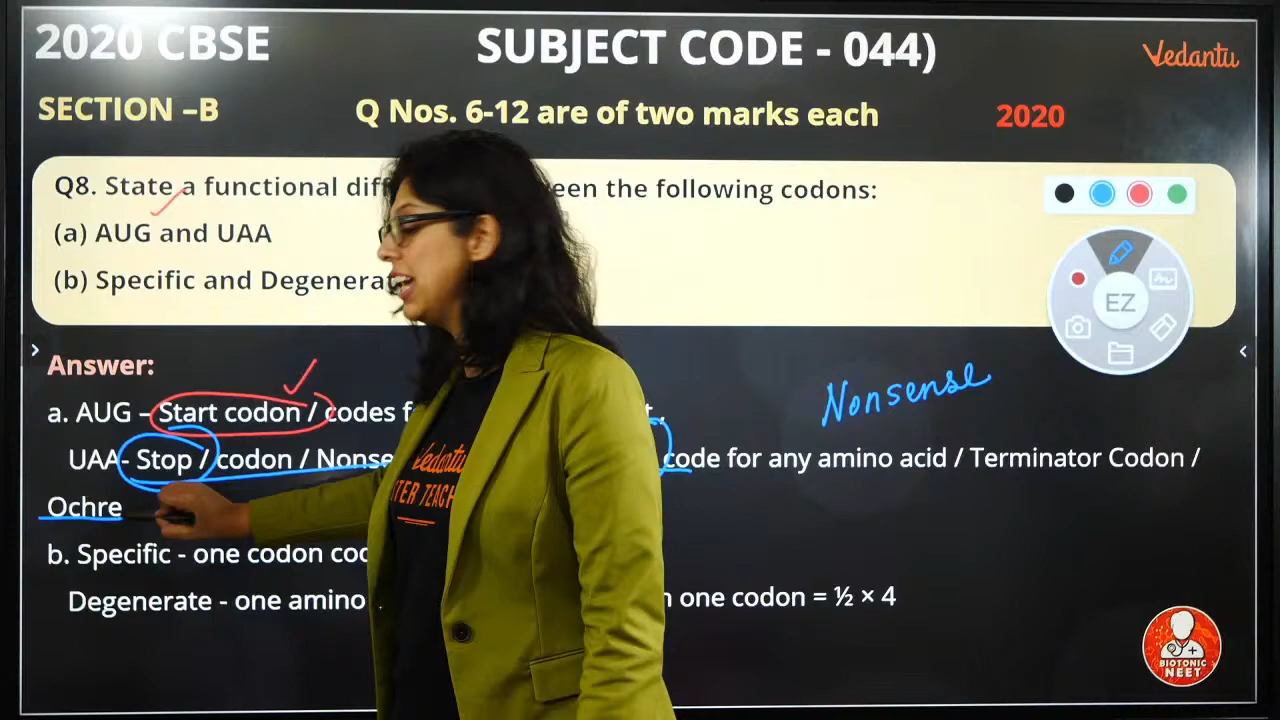 2020 CBSE SUBJECT CODE - 044) Vedantu
SECTION –B Q Nos. 6-12 are of two marks each 2020
Q8. State a functional diff een the following codons:
(a) AUG and UAA
(b) Specific and Degenerat
EZ
Answer:
Nonsense
a. AUG – Start codon / codes f
UAA- Stop / codon / Nonse code for any amino acid / Terminator Codon /
Ochre
b. Specific - one codon cod
Degenerate - one amino one codon = ½ × 4
Vedantu
TER TEACH
BIOTONIC
NEET